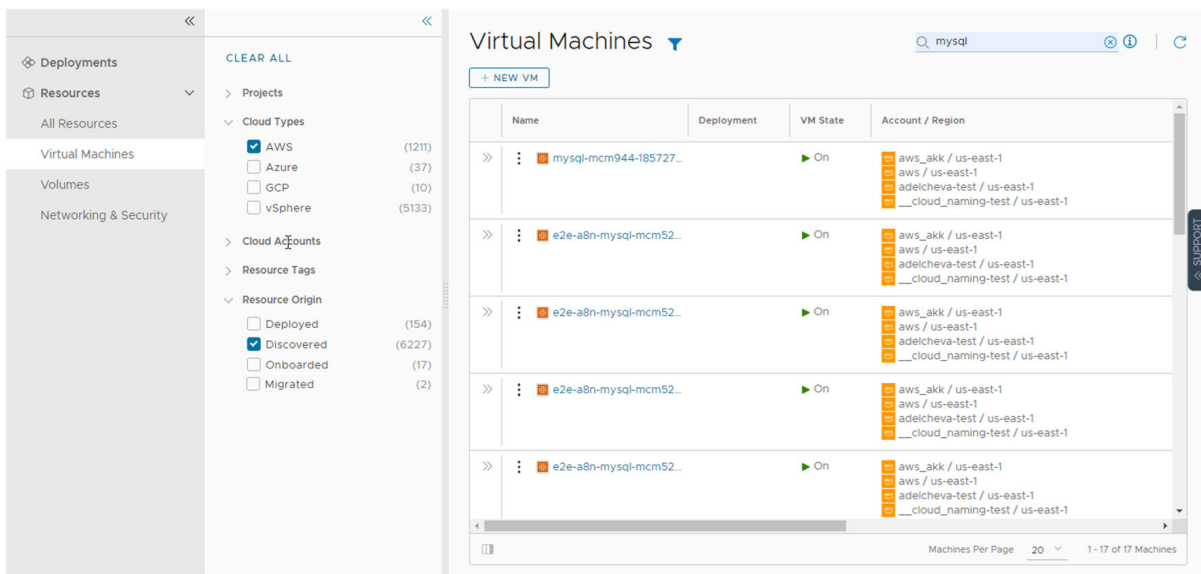 Deployments
Resources
All Resources
Virtual Machines
Volumes
Networking & Security
CLEAR ALL
Projects
Cloud Types
AWS (1211)
Azure (37)
GCP (10)
vSphere (5133)
Cloud Accounts
Resource Tags
Resource Origin
Deployed (154)
Discovered (6227)
Onboarded (17)
Migrated (2)
Virtual Machines
mysql
+ NEW VM
Name Deployment VM State Account / Region
mysql-mcm944-185727... On aws_akk / us-east-1
aws / us-east-1
adelcheva-test / us-east-1
__cloud_naming-test / us-east-1
e2e-a8n-mysql-mcm52... On aws_akk / us-east-1
aws / us-east-1
adelcheva-test / us-east-1
__cloud_naming-test / us-east-1
e2e-a8n-mysql-mcm52... On aws_akk / us-east-1
aws / us-east-1
adelcheva-test / us-east-1
__cloud_naming-test / us-east-1
e2e-a8n-mysql-mcm52... On aws_akk / us-east-1
aws / us-east-1
adelcheva-test / us-east-1
__cloud_naming-test / us-east-1
e2e-a8n-mysql-mcm52... On aws_akk / us-east-1
aws / us-east-1
adelcheva-test / us-east-1
__cloud_naming-test / us-east-1
Machines Per Page 20 1 - 17 of 17 Machines
SUPPORT